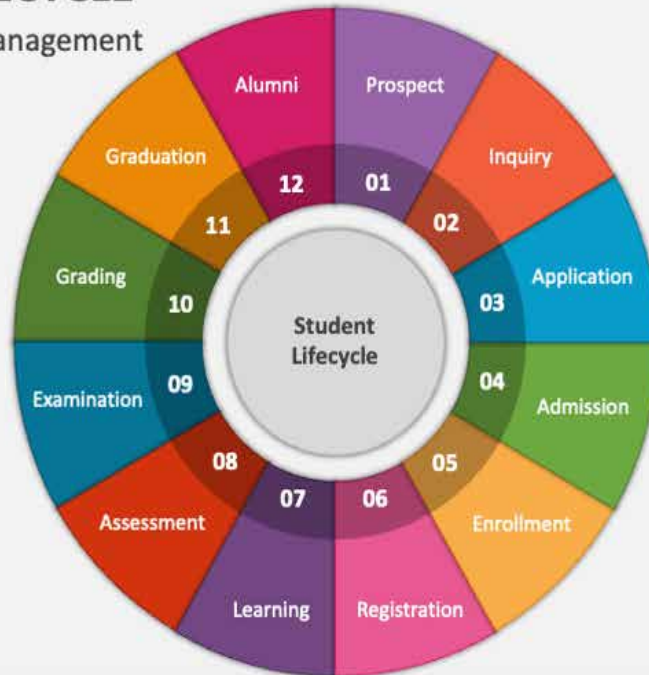 anagement
Alumni
Prospect
Graduation
Inquiry
12
01
11
02
Grading
Application
10
03
Student
Lifecycle
09
04
Examination
Admission
08
05
07
06
Assessment
Enrollment
Learning
Registration